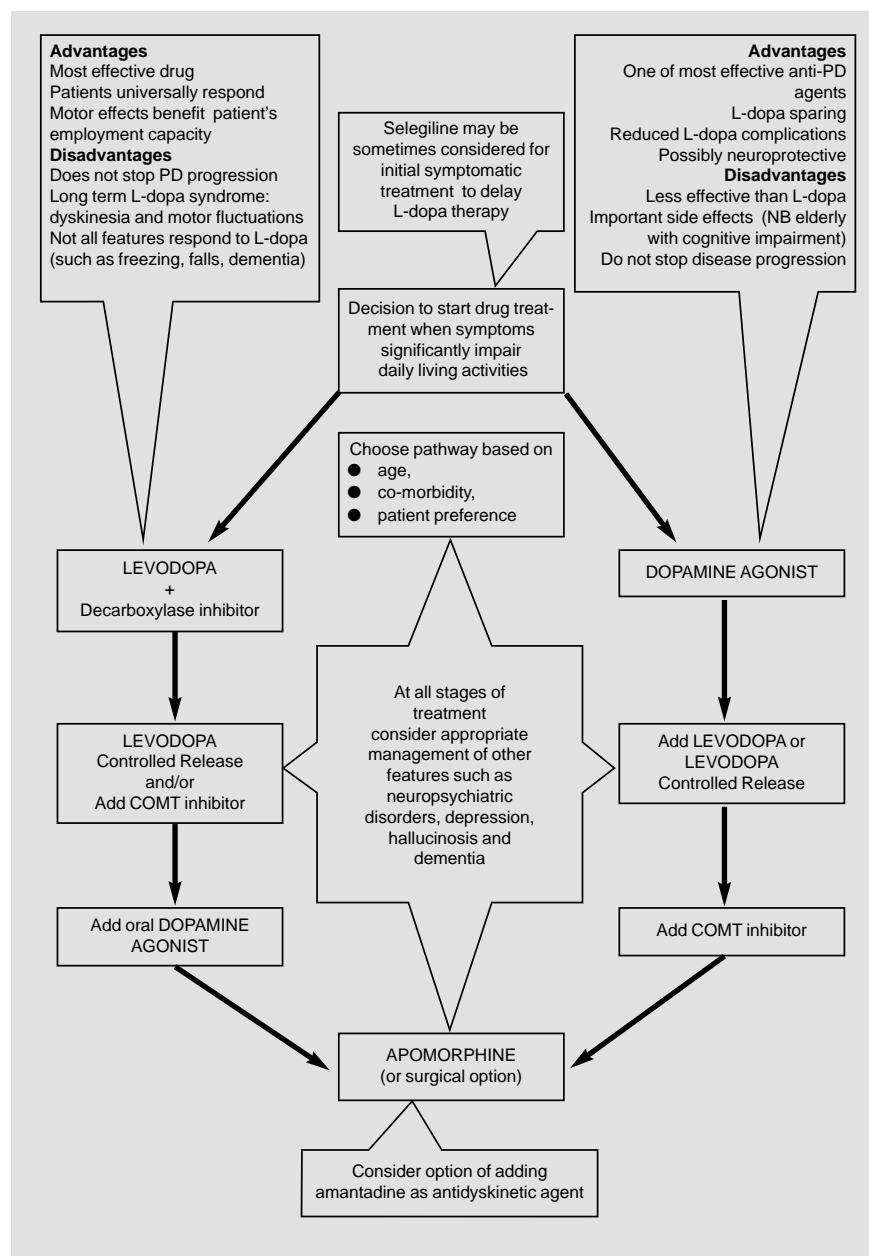 Advantages
Most effective drug
Patients universally respond
Motor effects benefit patient's
employment capacity
Disadvantages
Does not stop PD progression
Long term L-dopa syndrome:
dyskinesia and motor fluctuations
Not all features respond to L-dopa
(such as freezing, falls, dementia)
Selegiline may be
sometimes considered for
initial symptomatic
treatment to delay
L-dopa therapy
Advantages
One of most effective anti-PD
agents
L-dopa sparing
Reduced L-dopa complications
Possibly neuroprotective
Disadvantages
Less effective than L-dopa
Important side effects (NB elderly
with cognitive impairment)
Do not stop disease progression
Decision to start drug treat-
ment when symptoms
significantly impair
daily living activities
Choose pathway based on
● age,
● co-morbidity,
● patient preference
LEVODOPA
+
Decarboxylase inhibitor
DOPAMINE AGONIST
LEVODOPA
Controlled Release
and/or
Add COMT inhibitor
At all stages of
treatment
consider appropriate
management of other
features such as
neuropsychiatric
disorders, depression,
hallucinosis and
dementia
Add LEVODOPA or
LEVODOPA
Controlled Release
Add oral DOPAMINE
AGONIST
Add COMT inhibitor
APOMORPHINE
(or surgical option)
Consider option of adding
amantadine as antidyskinetic agent